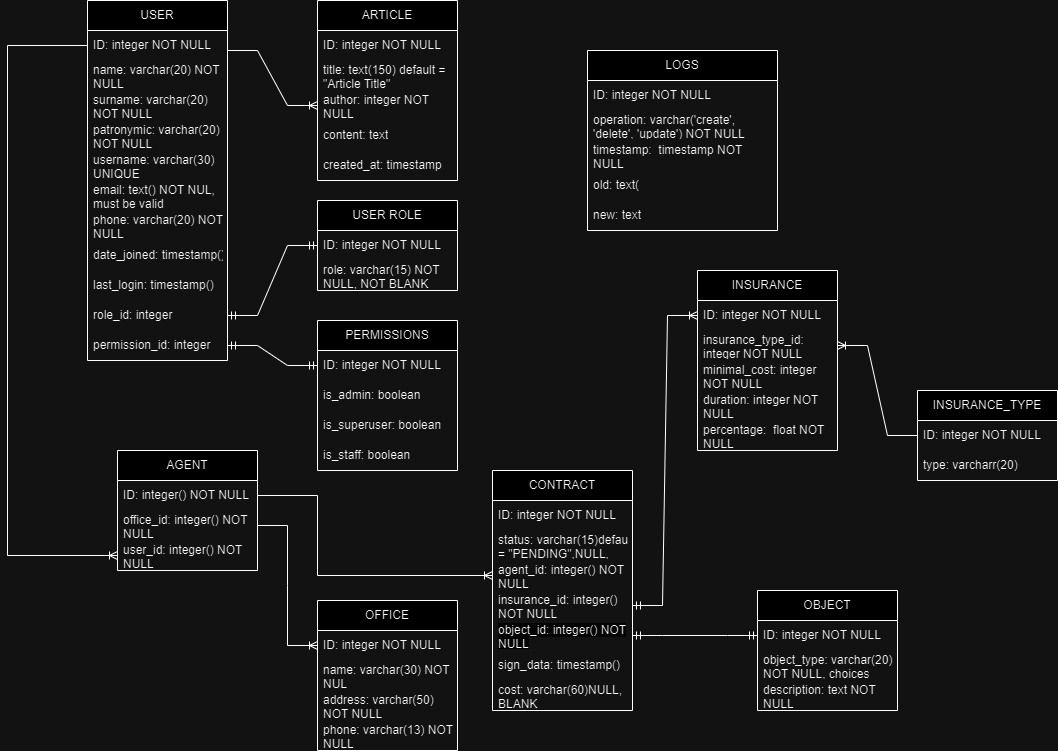 USER
ID: integer NOT NULL
name: varchar(20) NOT
NULL
surname: varchar(20)
NOT NULL
patronymic: varchar(20)
NOT NULL
username: varchar(30)
UNIQUE
email: text() NOT NUL,
must be valid
phone: varchar(20) NOT
NULL
date_joined: timestamp()
last_login: timestamp()
role_id: integer
permission_id: integer
ARTICLE
ID: integer NOT NULL
title: text(150) default =
"Article Title"
author: integer NOT
NULL
content: text
created_at: timestamp
USER ROLE
ID: integer NOT NULL
role: varchar(15) NOT
NULL, NOT BLANK
PERMISSIONS
ID: integer NOT NULL
is_admin: boolean
is_superuser: boolean
is_staff: boolean
LOGS
ID: integer NOT NULL
operation: varchar('create',
'delete', 'update') NOT NULL
timestamp:  timestamp NOT
NULL
old: text(
new: text
INSURANCE
ID: integer NOT NULL
insurance_type_id:
integer NOT NULL
minimal_cost: integer
NOT NULL
duration: integer NOT
NULL
percentage:  float NOT
NULL
INSURANCE_TYPE
ID: integer NOT NULL
type: varcharr(20)
AGENT
ID: integer() NOT NULL
office_id: integer() NOT
NULL
user_id: integer() NOT
NULL
OFFICE
ID: integer NOT NULL
name: varchar(30) NOT
NUL
address: varchar(50)
NOT NULL
phone: varchar(13) NOT
NULL
CONTRACT
ID: integer NOT NULL
status: varchar(15)defau
= "PENDING",NULL,
agent_id: integer() NOT
NULL
insurance_id: integer()
NOT NULL
object_id: integer() NOT
NULL
sign_data: timestamp()
cost: varchar(60)NULL,
BLANK
OBJECT
ID: integer NOT NULL
object_type: varchar(20)
NOT NULL, choices
description: text NOT
NULL